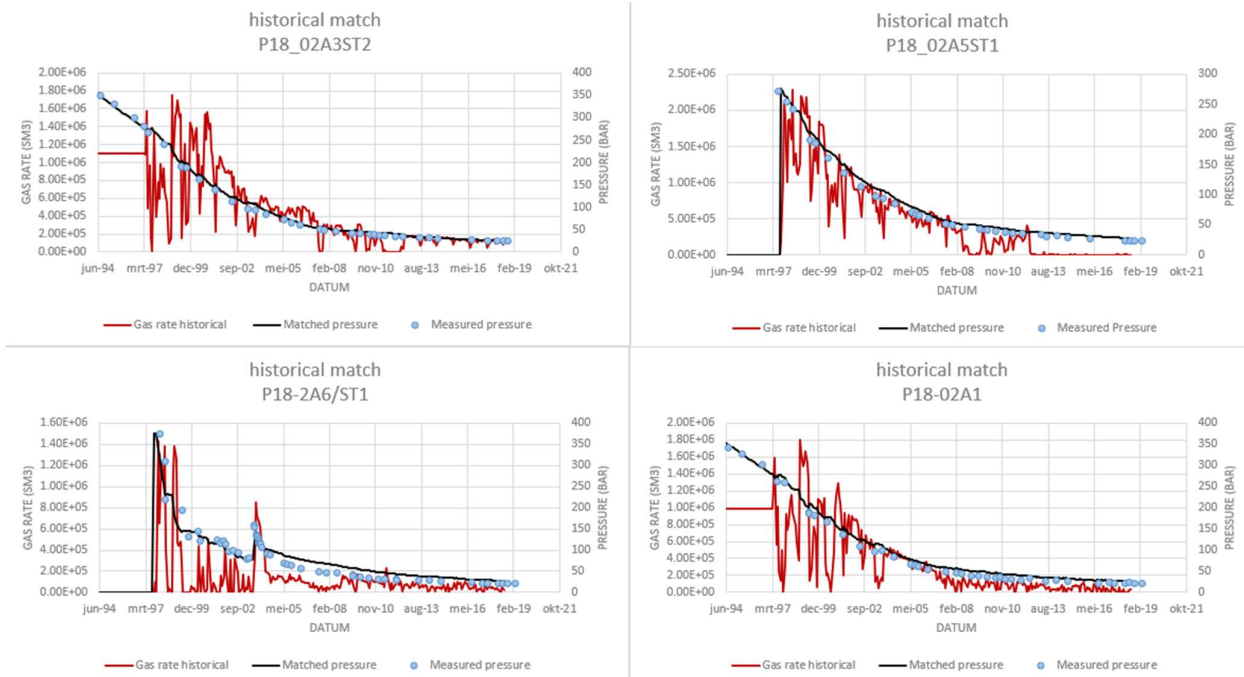 historical match
P18_02A3ST2
2.00E+06
1.80E+06
1.60E+06
1.40E+06
1.20E+06
1.00E+06
8.00E+05
6.00E+05
4.00E+05
2.00E+05
0.00E+00
GAS RATE (SM3)
400
350
300
250
200
150
100
50
0
PRESSURE (BAR)
jun-94 mrt-97 dec-99 sep-02 mei-05 feb-08 nov-10 aug-13 mei-16 feb-19 okt-21
DATUM
Gas rate historical Matched pressure Measured pressure
historical match
P18_02A5ST1
2.50E+06
2.00E+06
1.50E+06
1.00E+06
5.00E+05
0.00E+00
GAS RATE (SM3)
300
250
200
150
100
50
0
PRESSURE (BAR)
jun-94 mrt-97 dec-99 sep-02 mei-05 feb-08 nov-10 aug-13 mei-16 feb-19 okt-21
DATUM
Gas rate historical Matched pressure Measured Pressure
historical match
P18-2A6/ST1
1.60E+06
1.40E+06
1.20E+06
1.00E+06
8.00E+05
6.00E+05
4.00E+05
2.00E+05
0.00E+00
GAS RATE (SM3)
400
350
300
250
200
150
100
50
0
PRESSURE (BAR)
jun-94 mrt-97 dec-99 sep-02 mei-05 feb-08 nov-10 aug-13 mei-16 feb-19 okt-21
DATUM
Gas rate historical Matched pressure Measured pressure
historical match
P18-02A1
2.00E+06
1.80E+06
1.60E+06
1.40E+06
1.20E+06
1.00E+06
8.00E+05
6.00E+05
4.00E+05
2.00E+05
0.00E+00
GAS RATE (SM3)
400
350
300
250
200
150
100
50
0
PRESSURE (BAR)
jun-94 mrt-97 dec-99 sep-02 mei-05 feb-08 nov-10 aug-13 mei-16 feb-19 okt-21
DATUM
Gas rate historical Matched pressure Measured pressure